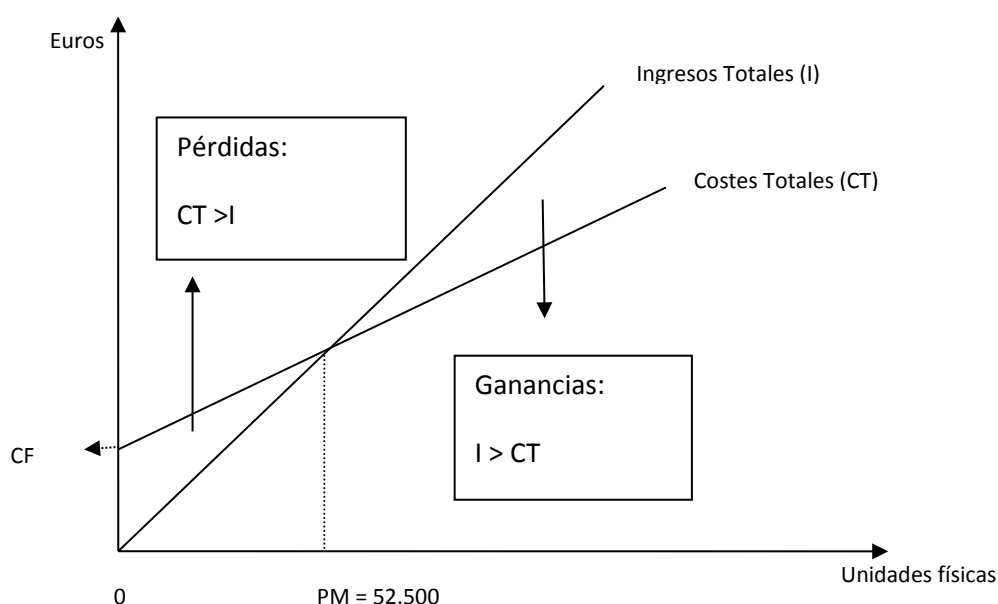 Euros
Ingresos Totales (I)
Pérdidas:
CT >I
Costes Totales (CT)
Ganancias:
I > CT
CF
Unidades físicas
0
PM = 52.500